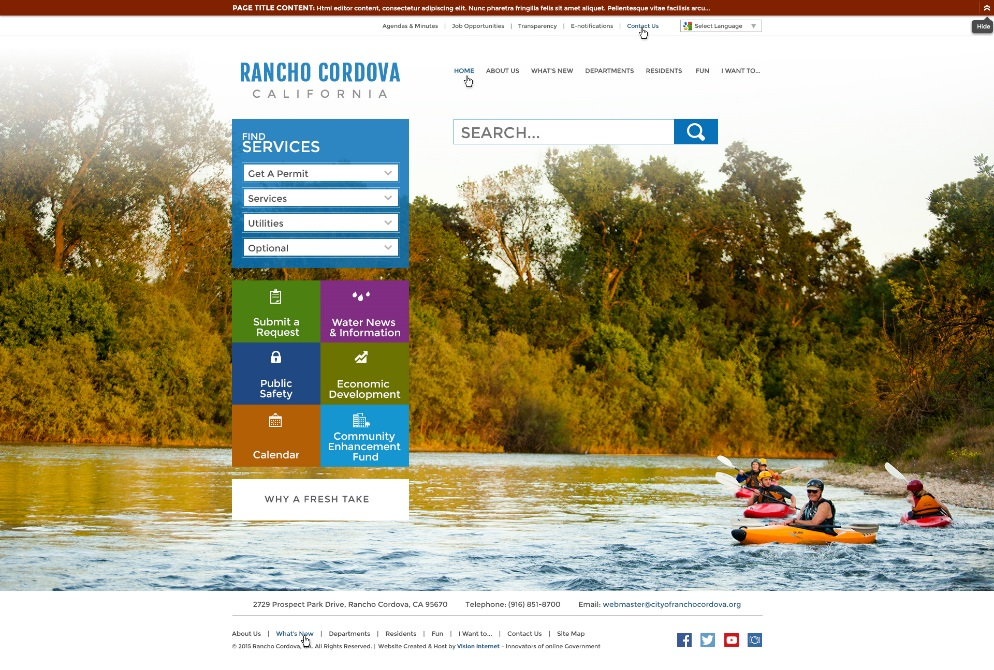 PAGE TITLE CONTENT: Html editor content, consectetur adipiscing elit. Nunc pharetra fringilla felis sit amet aliquet. Pellentesque vitae facilisis arcu...
Hide
Agendas & Minutes | Job Opportunities | Transparency | E-notifications | Contact Us
Select Language
RANCHO CORDOVA
CALIFORNIA
HOME ABOUT US WHAT'S NEW DEPARTMENTS RESIDENTS FUN I WANT TO...
SEARCH...
FIND
SERVICES
Get A Permit
Services
Utilities
Optional
Submit a
Request
Water News
& Information
Public
Safety
Economic
Development
Calendar
Community
Enhancement
Fund
WHY A FRESH TAKE
2729 Prospect Park Drive, Rancho Cordova, CA 95670 Telephone: (916) 851-8700 Email: webmaster@cityofranchocordova.org
About Us | What's New | Departments | Residents | Fun | I Want to... | Contact Us | Site Map
© 2015 Rancho Cordova, All Rights Reserved. | Website Created & Host by Vision Internet - Innovators of online Government